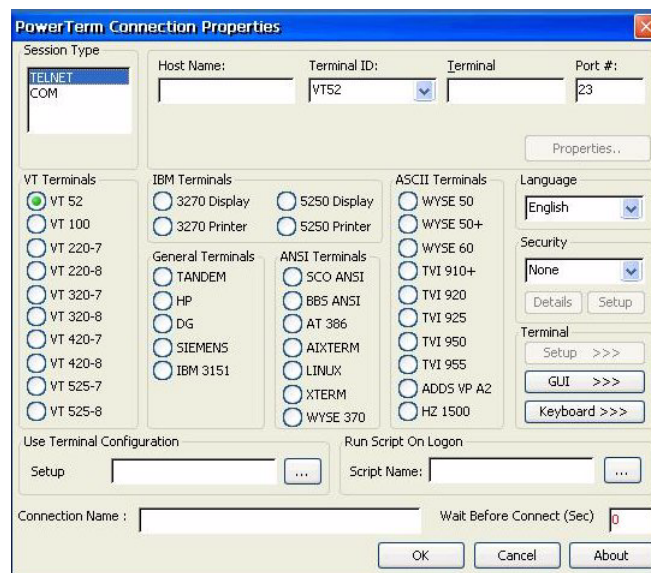 PowerTerm Connection Properties
Session Type
TELNET
COM
Host Name:
Terminal ID:
Terminal
Port #:
VT52
23
Properties..
VT Terminals
VT 52
VT 100
VT 220-7
VT 220-8
VT 320-7
VT 320-8
VT 420-7
VT 420-8
VT 525-7
VT 525-8
IBM Terminals
3270 Display
5250 Display
3270 Printer
5250 Printer
General Terminals
TANDEM
HP
DG
SIEMENS
IBM 3151
ANSI Terminals
SCO ANSI
BBS ANSI
AT 386
AIXTERM
LINUX
XTERM
WYSE 370
ASCII Terminals
WYSE 50
WYSE 50+
WYSE 60
TVI 910+
TVI 920
TVI 925
TVI 950
TVI 955
ADDS VP A2
HZ 1500
Language
English
Security
None
Details
Setup
Terminal
Setup >>>
GUI >>>
Keyboard >>>
Use Terminal Configuration
Setup
...
Run Script On Logon
Script Name:
...
Connection Name :
Wait Before Connect (Sec)
0
OK
Cancel
About